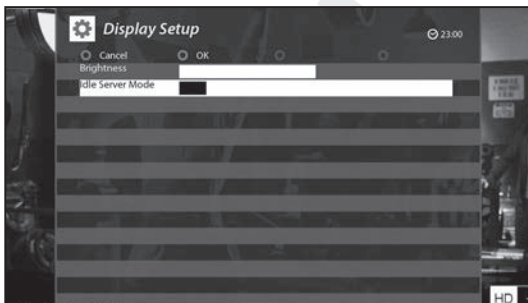 Display Setup
23:00
Cancel OK
Brightness
Idle Server Mode
HD